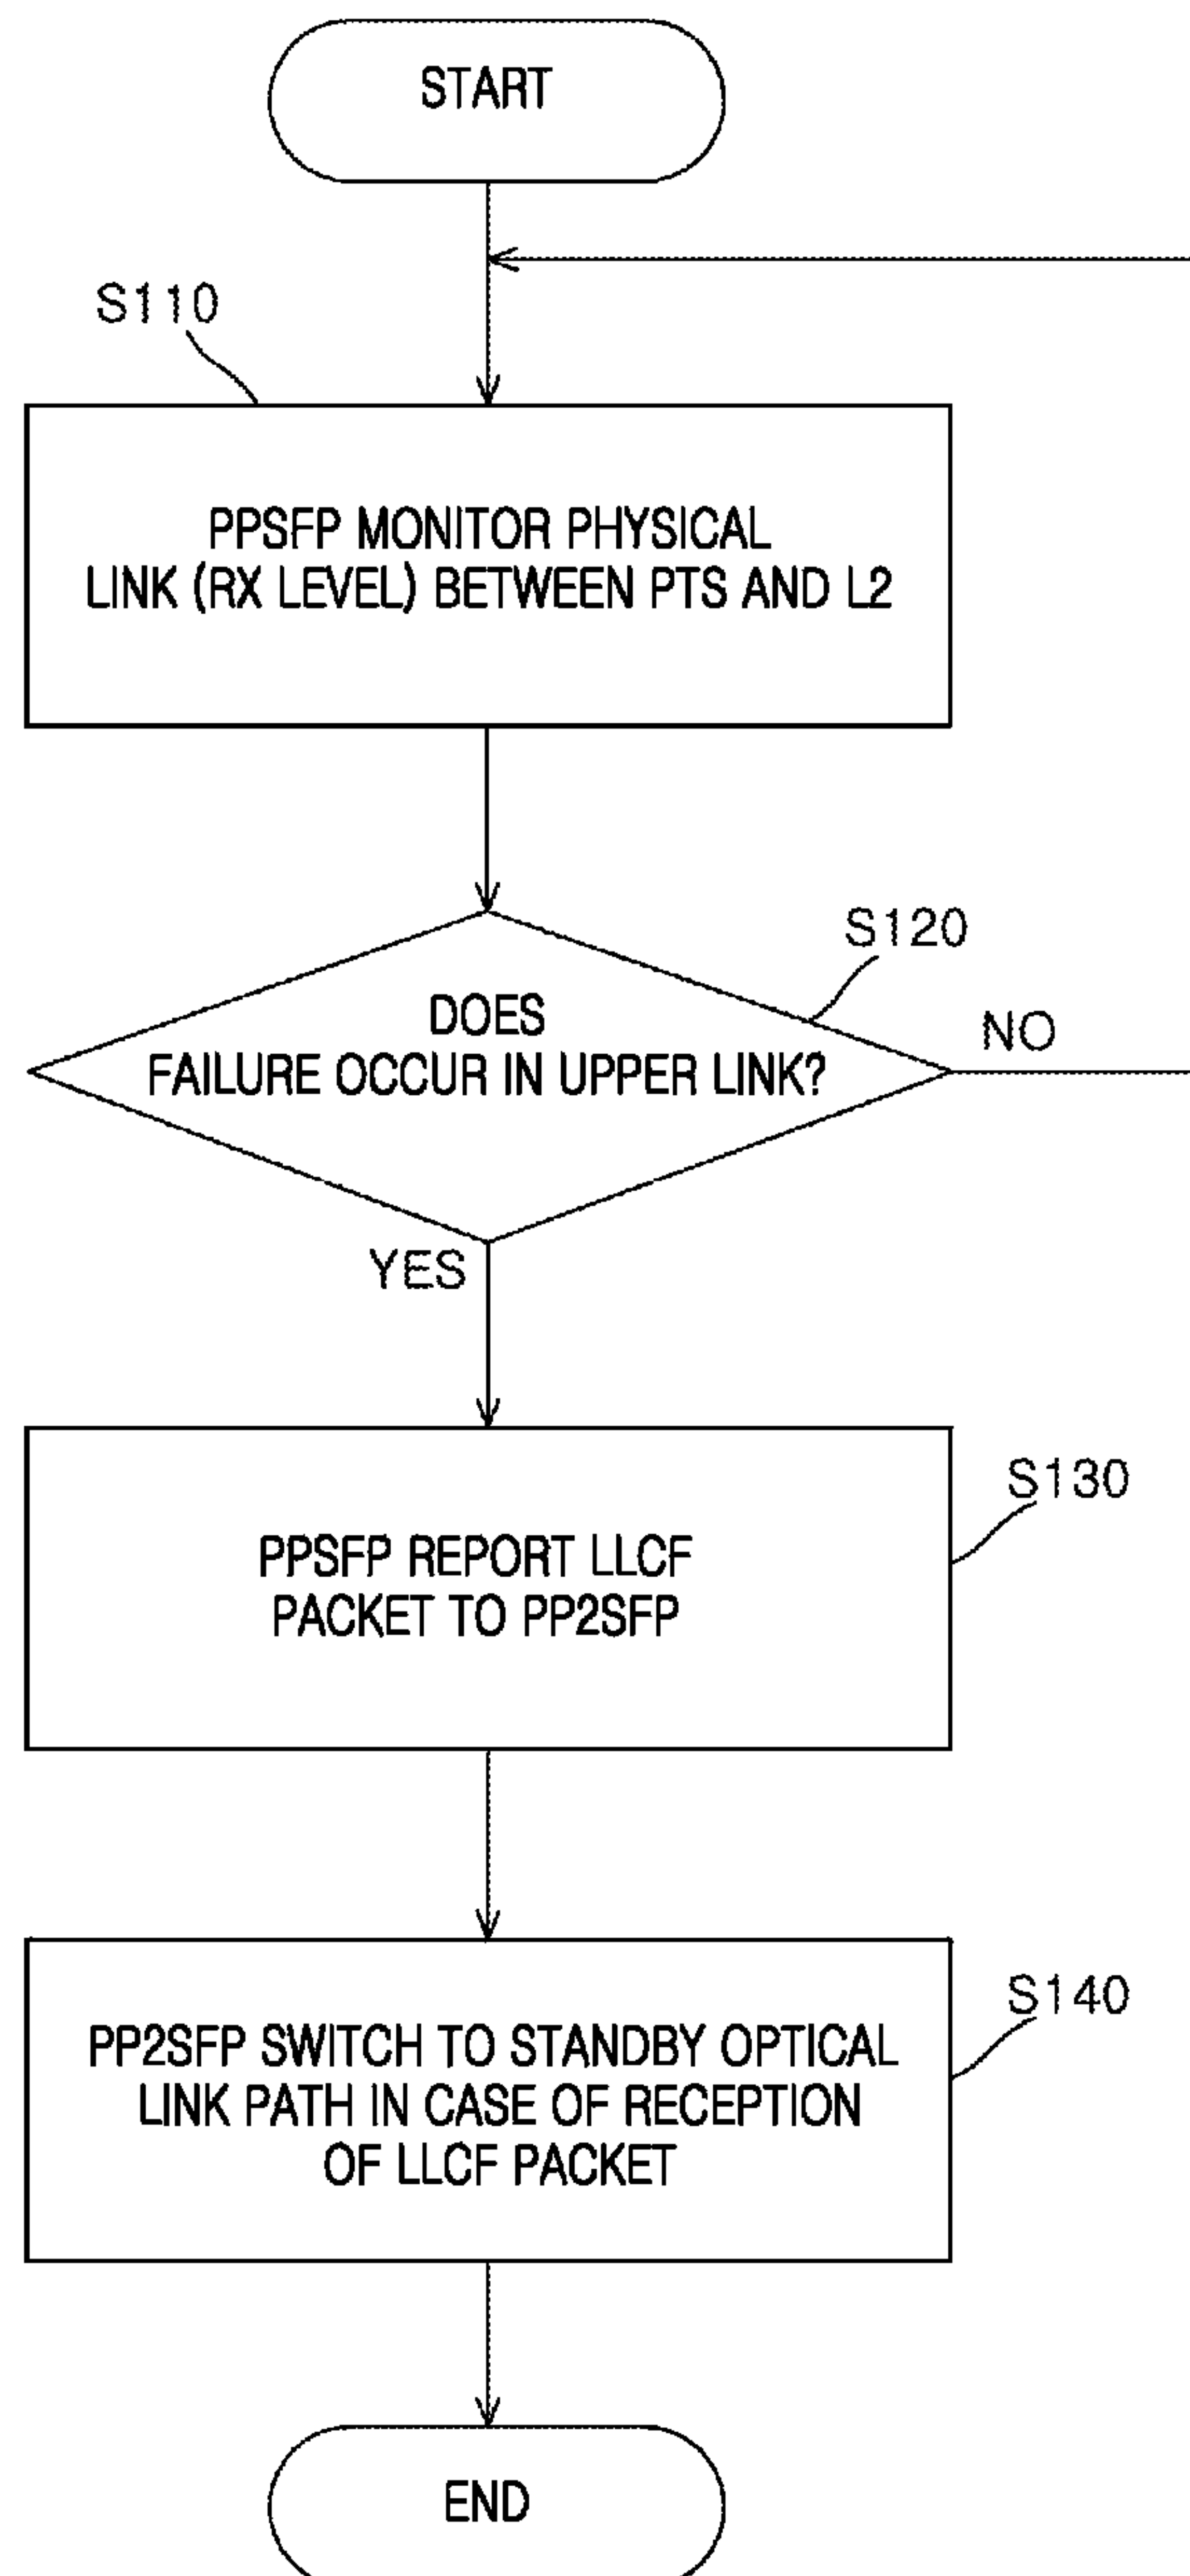 START
S110
PPSFP MONITOR PHYSICAL
LINK (RX LEVEL) BETWEEN PTS AND L2
S120
DOES
FAILURE OCCUR IN UPPER LINK?
NO
YES
S130
PPSFP REPORT LLCF
PACKET TO PP2SFP
S140
PP2SFP SWITCH TO STANDBY OPTICAL
LINK PATH IN CASE OF RECEPTION
OF LLCF PACKET
END